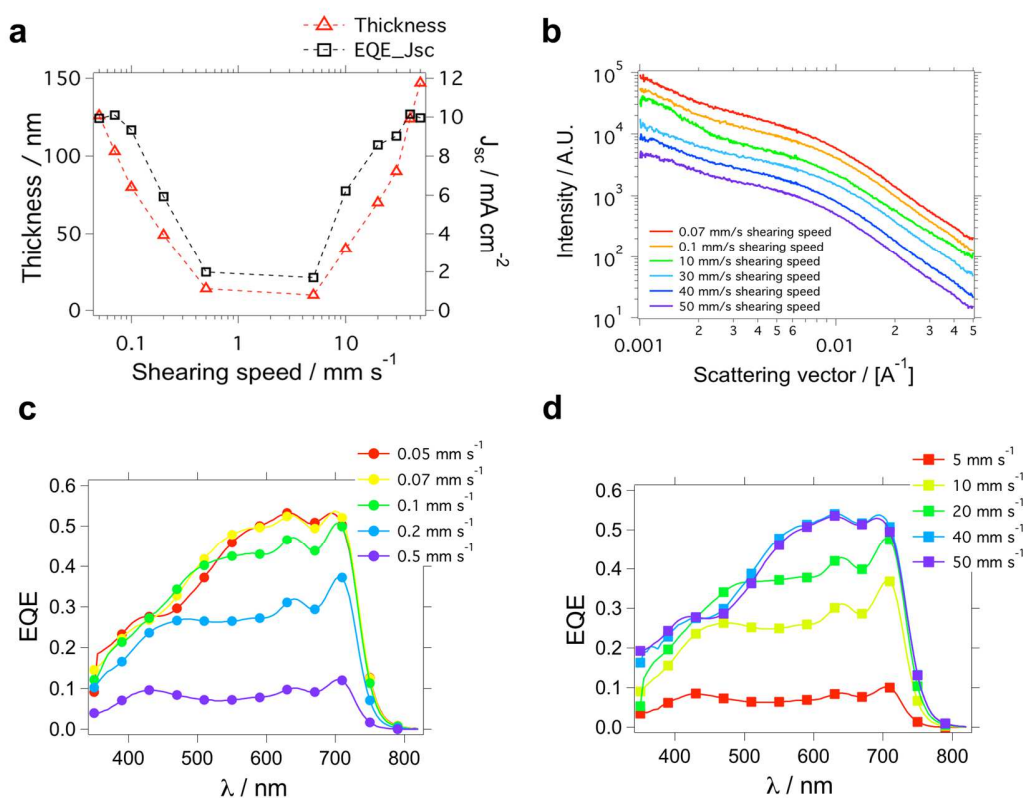 a
Thickness
EQE_Jsc
150
100
50
0
Thickness / nm
12
10
8
6
4
2
0
Jsc / mA cm-2
0.1
1
10
Shearing speed / mm s-1
b
10^5
10^4
10^3
10^2
10^1
Intensity / A.U.
0.07 mm/s shearing speed
0.1 mm/s shearing speed
10 mm/s shearing speed
30 mm/s shearing speed
40 mm/s shearing speed
50 mm/s shearing speed
0.001
2
3
4
5
6
0.01
2
3
4
5
Scattering vector / [A-1]
c
0.05 mm s-1
0.07 mm s-1
0.1 mm s-1
0.2 mm s-1
0.5 mm s-1
0.6
0.5
0.4
0.3
0.2
0.1
0.0
EQE
400
500
600
700
800
λ / nm
d
5 mm s-1
10 mm s-1
20 mm s-1
40 mm s-1
50 mm s-1
0.6
0.5
0.4
0.3
0.2
0.1
0.0
EQE
400
500
600
700
800
λ / nm